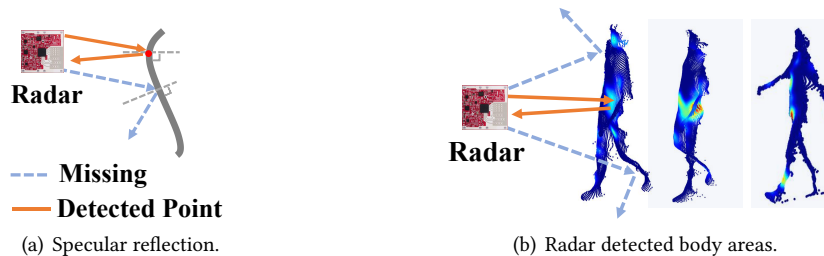 Radar
Missing
Detected Point
(a) Specular reflection.
Radar
(b) Radar detected body areas.